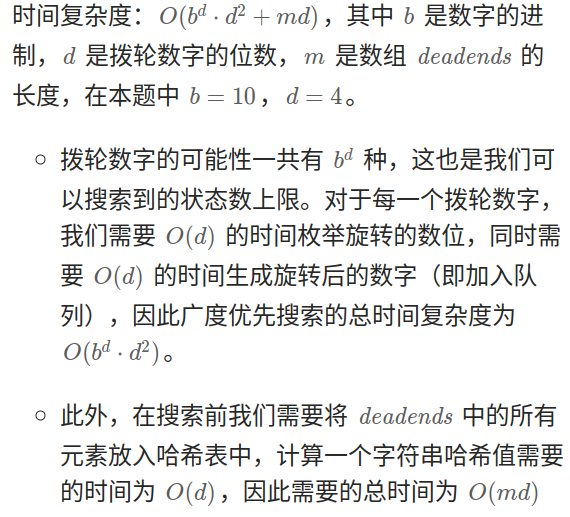 时间复杂度：O(b^d · d^2 + md)，其中 b 是数字的进
制，d 是拨轮数字的位数，m 是数组 deadends 的
长度，在本题中 b = 10，d = 4。
○ 拨轮数字的可能性一共有 b^d 种，这也是我们可
以搜索到的状态数上限。对于每一个拨轮数字，
我们需要 O(d) 的时间枚举旋转的数位，同时需
要 O(d) 的时间生成旋转后的数字（即加入队
列），因此广度优先搜索的总时间复杂度为
O(b^d · d^2)。
○ 此外，在搜索前我们需要将 deadends 中的所有
元素放入哈希表中，计算一个字符串哈希值需要
的时间为 O(d)，因此需要的总时间为 O(md)